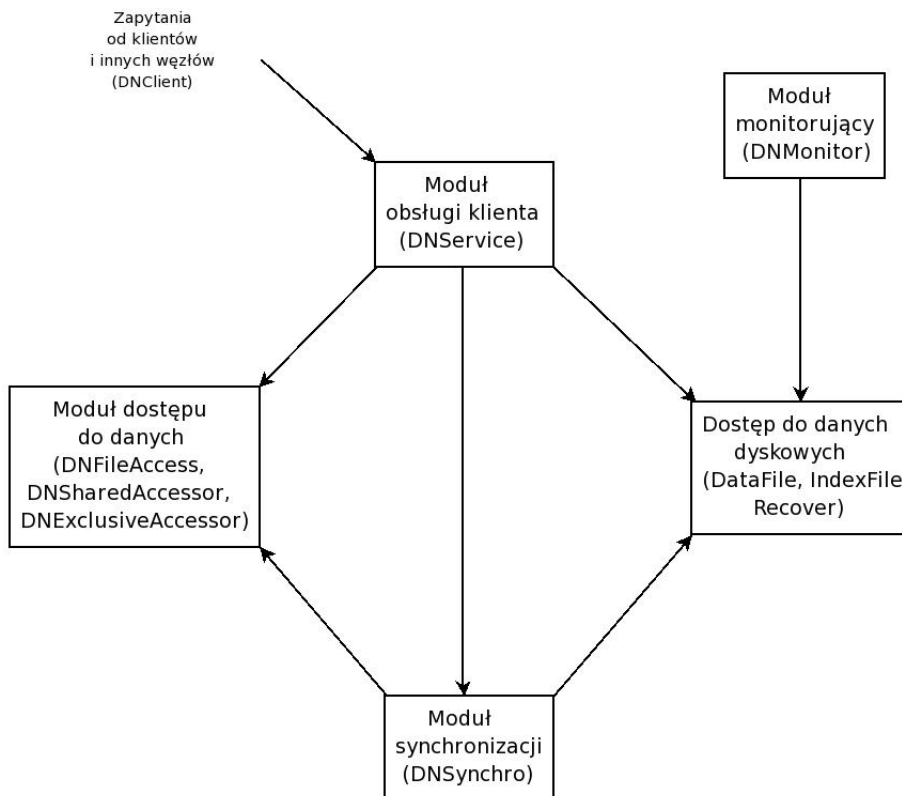 Zapytania
od klientów
i innych węzłów
(DNClient)
Moduł
monitorujący
(DNMonitor)
Moduł
obsługi klienta
(DNService)
Moduł dostępu
do danych
(DNFileAccess,
DNSharedAccessor,
DNExclusiveAccessor)
Dostęp do danych
dyskowych
(DataFile, IndexFile
Recover)
Moduł
synchronizacji
(DNSynchro)